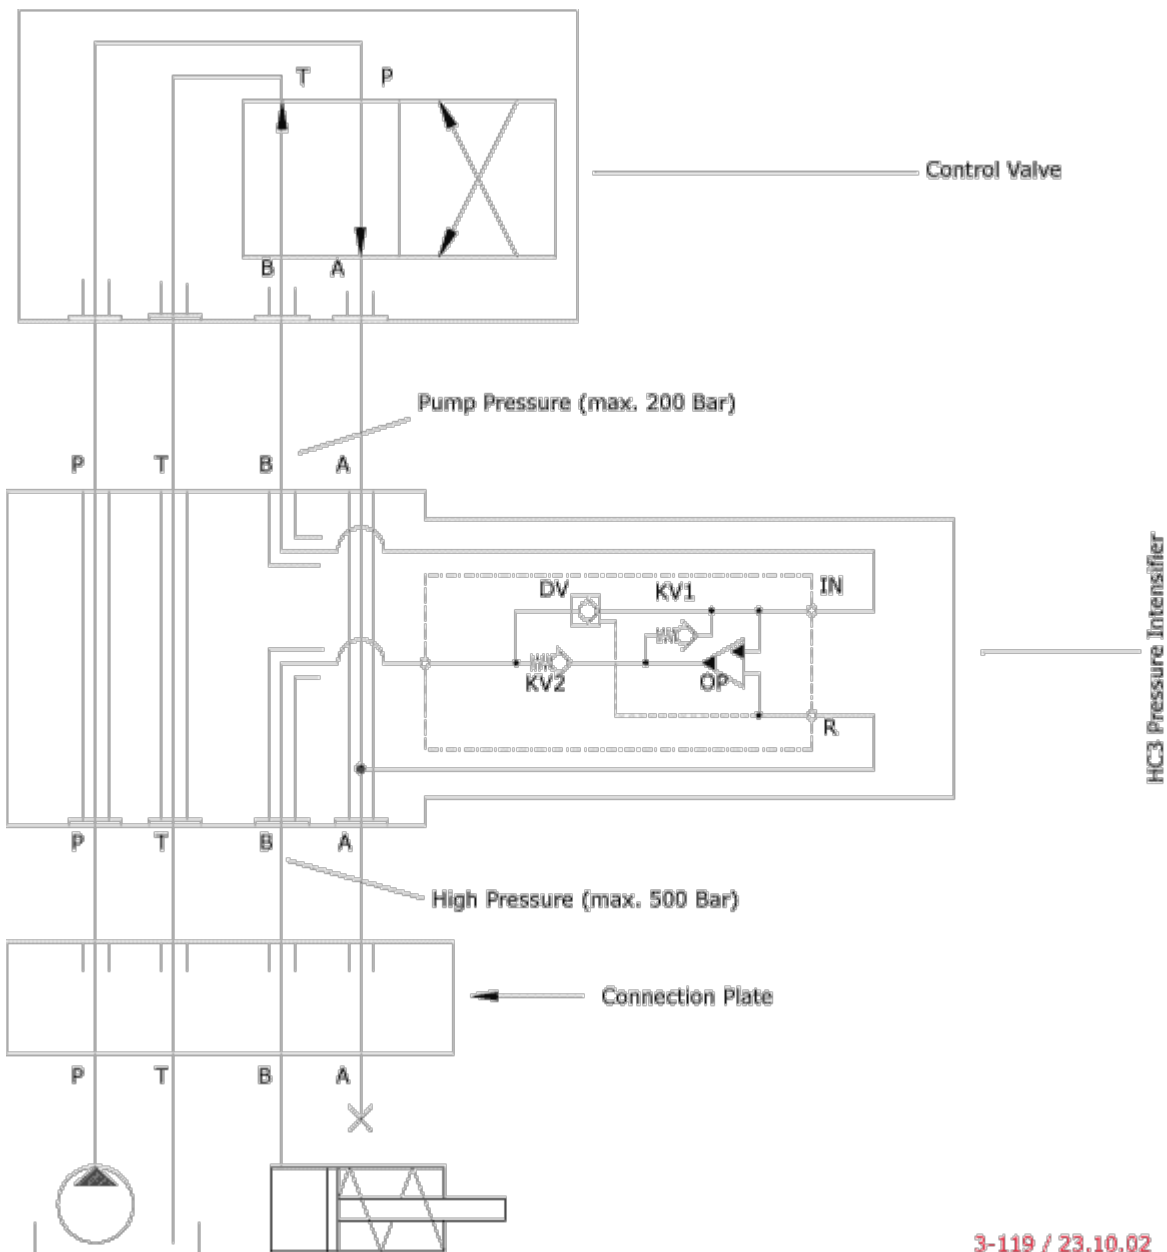 T P
Control Valve
B A
Pump Pressure (max. 200 Bar)
P T B A
DV KV1 IN
KV2 OP
R
HC3 Pressure Intensifier
P T B A
High Pressure (max. 500 Bar)
Connection Plate
P T B A
3-119 / 23.10.02